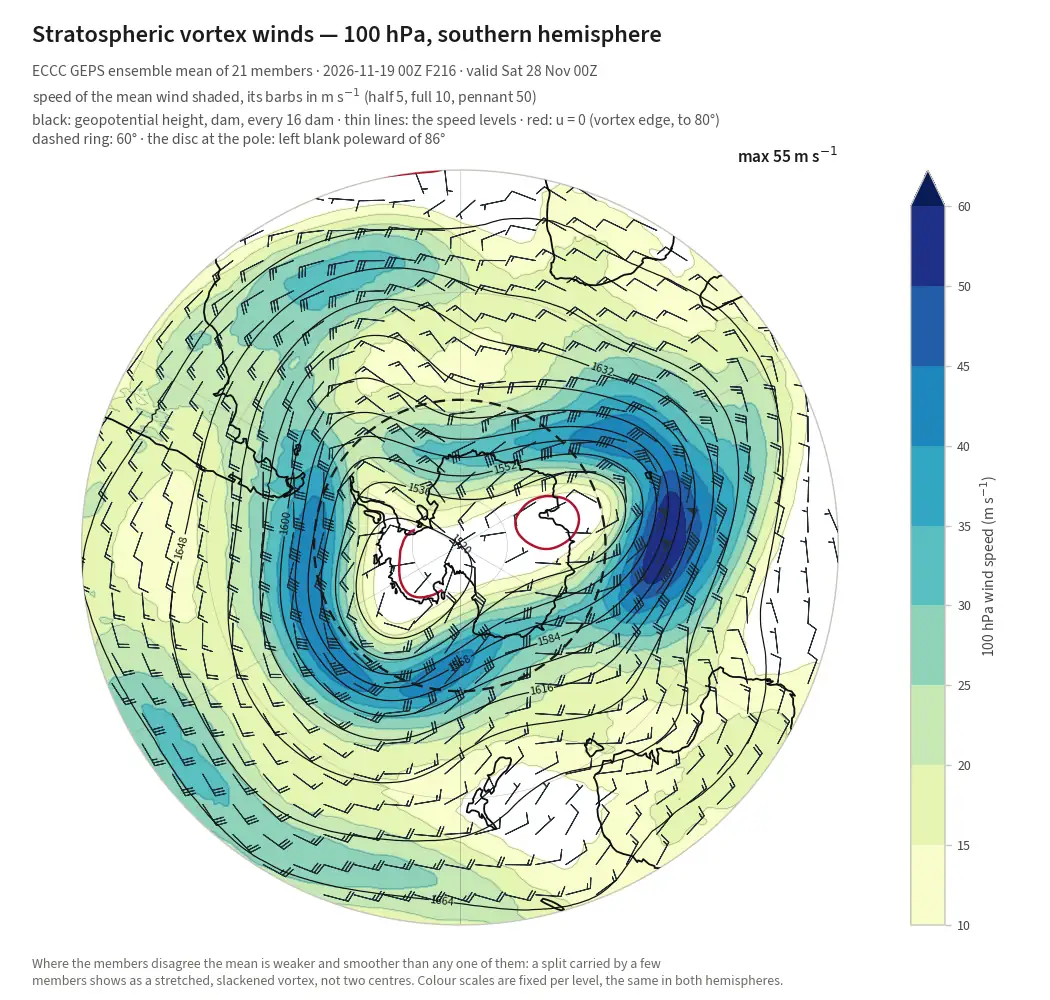 Stratospheric vortex winds — 100 hPa, southern hemisphere
ECCC GEPS ensemble mean of 21 members · 2026-11-19 00Z F216 · valid Sat 28 Nov 00Z
speed of the mean wind shaded, its barbs in m s⁻¹ (half 5, full 10, pennant 50)
black: geopotential height, dam, every 16 dam · thin lines: the speed levels · red: u = 0 (vortex edge, to 80°)
dashed ring: 60° · the disc at the pole: left blank poleward of 86°
max 55 m s⁻¹
60
50
45
40
35
30
25
20
15
10
100 hPa wind speed (m s⁻¹)
1632
1552
1536
1520
1600
1648
1584
1568
1616
1664
Where the members disagree the mean is weaker and smoother than any one of them: a split carried by a few
members shows as a stretched, slackened vortex, not two centres. Colour scales are fixed per level, the same in both hemispheres.